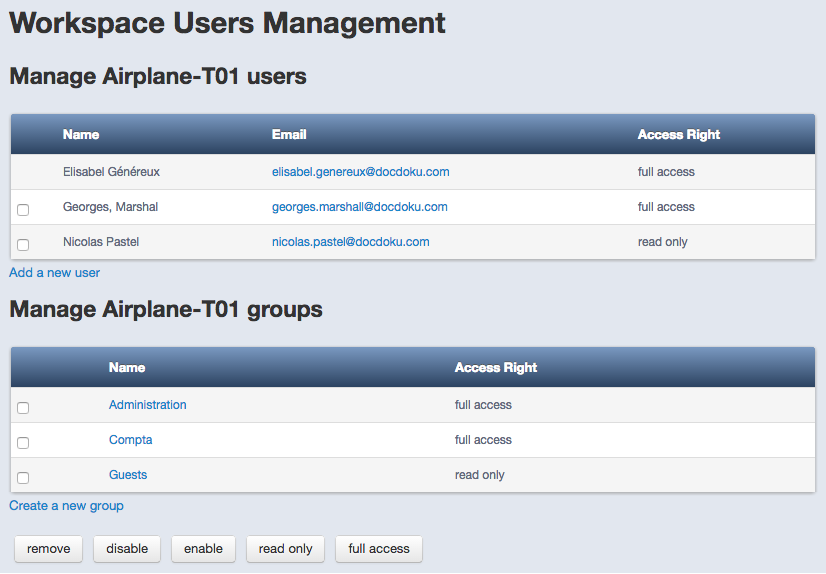 Workspace Users Management
Manage Airplane-T01 users
Name Email Access Right
Elisabel Généreux elisabel.genereux@docdoku.com full access
Georges, Marshal georges.marshall@docdoku.com full access
Nicolas Pastel nicolas.pastel@docdoku.com read only
Add a new user
Manage Airplane-T01 groups
Name Access Right
Administration full access
Compta full access
Guests read only
Create a new group
remove disable enable read only full access